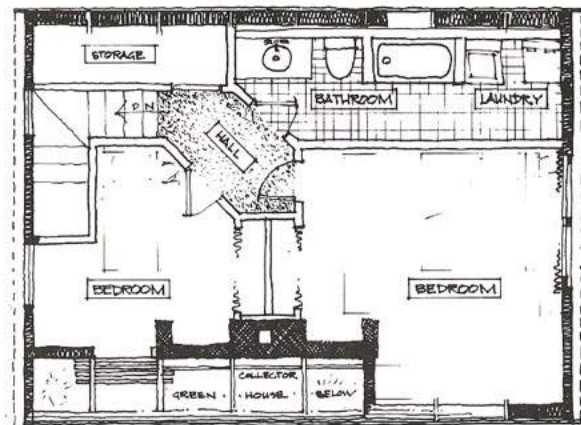 STORAGE
BATHROOM
LAUNDRY
DN
HALL
BEDROOM
BEDROOM
COLLECTOR
GREEN HOUSE BELOW